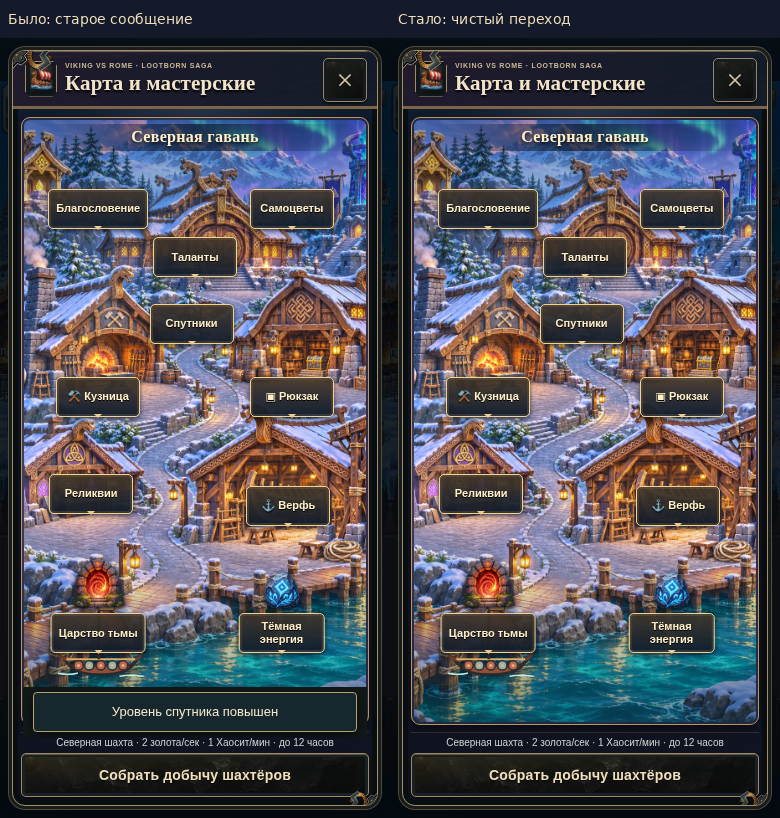 Было: старое сообщение
VIKING VS ROME · LOOTBORN SAGA
Карта и мастерские
Северная гавань
Благословение
Самоцветы
Таланты
Спутники
⚒ Кузница
▣ Рюкзак
Реликвии
⚓ Верфь
Царство тьмы
Тёмная
энергия
Уровень спутника повышен
Северная шахта · 2 золота/сек · 1 Хаосит/мин · до 12 часов
Собрать добычу шахтёров
Стало: чистый переход
VIKING VS ROME · LOOTBORN SAGA
Карта и мастерские
Северная гавань
Благословение
Самоцветы
Таланты
Спутники
⚒ Кузница
▣ Рюкзак
Реликвии
⚓ Верфь
Царство тьмы
Тёмная
энергия
Северная шахта · 2 золота/сек · 1 Хаосит/мин · до 12 часов
Собрать добычу шахтёров